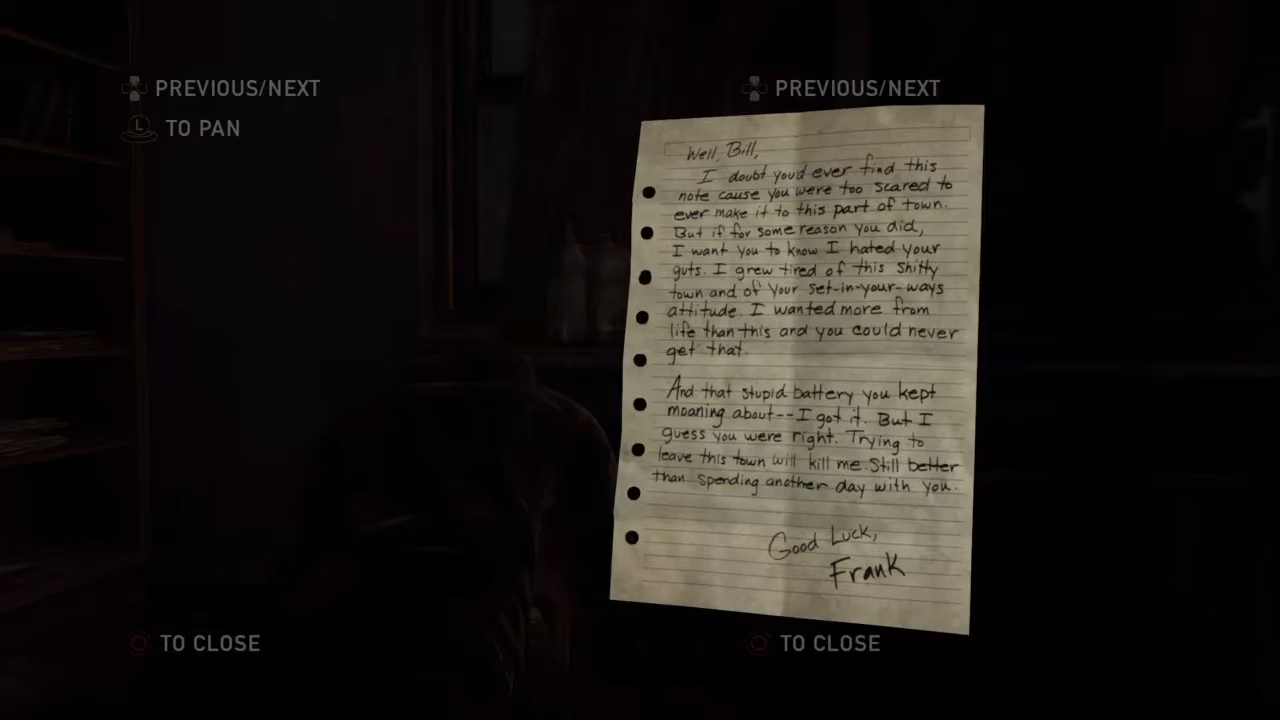 PREVIOUS/NEXT
TO PAN
PREVIOUS/NEXT
Well, Bill,
I doubt you'd ever find this
note cause you were too scared to
ever make it to this part of town.
But if for some reason you did,
I want you to know I hated your
guts. I grew tired of this shitty
town and of your set-in-your-ways
attitude. I wanted more from
life than this and you could never
get that.
And that stupid battery you kept
moaning about--I got it. But I
guess you were right. Trying to
leave this town will kill me. Still better
than spending another day with you.
Good Luck,
Frank
L
TO CLOSE
TO CLOSE